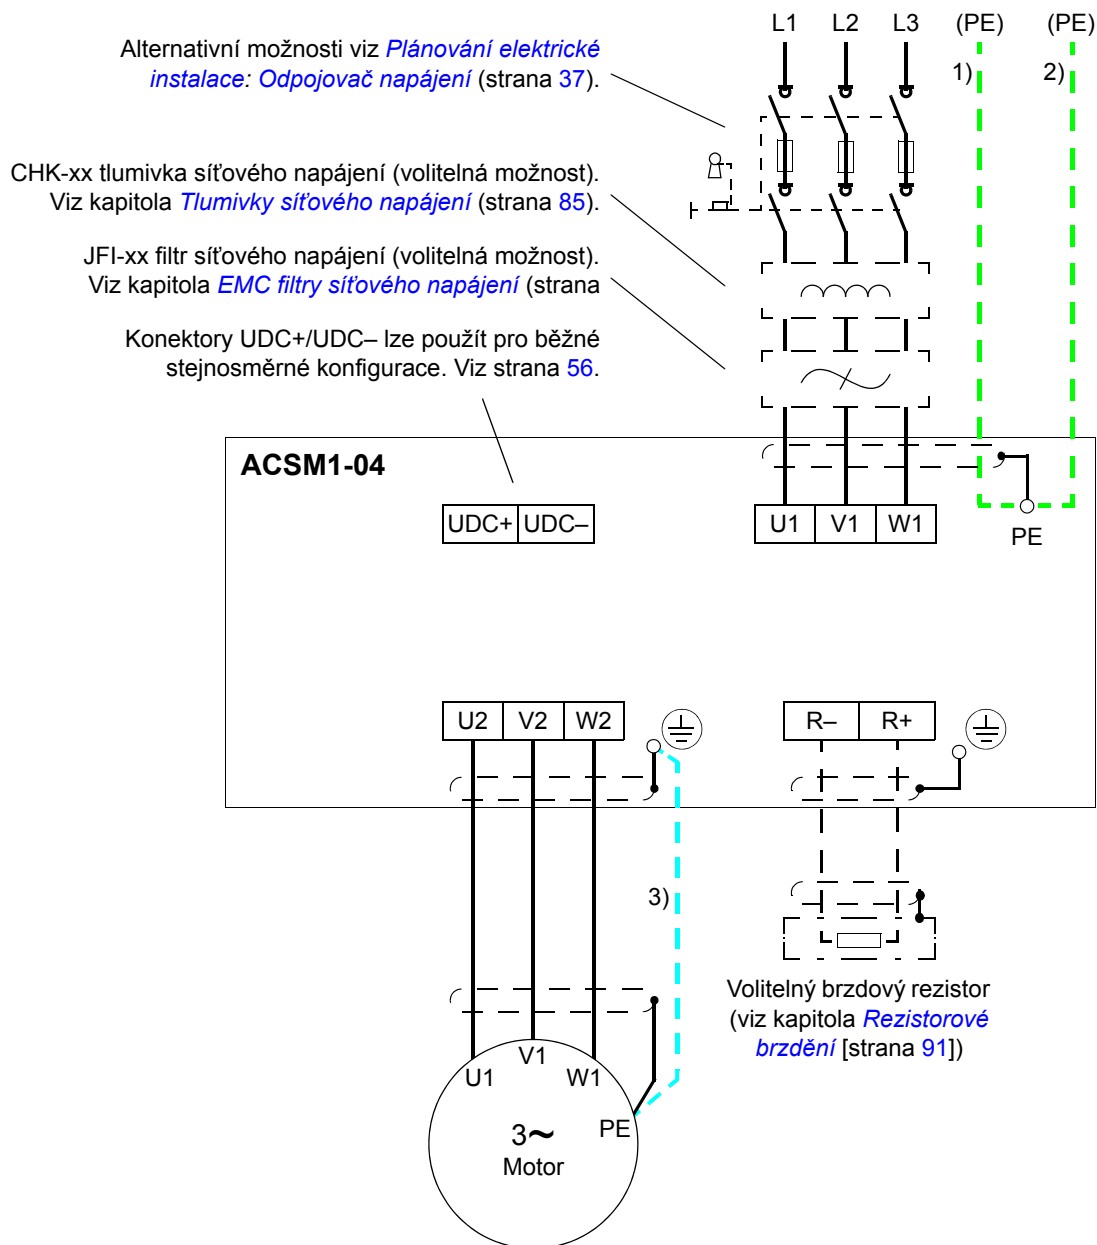 L1 L2 L3 (PE) (PE)
1) 2)
Alternativní možnosti viz Plánování elektrické
instalace: Odpojovač napájení (strana 37).
CHK-xx tlumivka síťového napájení (volitelná možnost).
Viz kapitola Tlumivky síťového napájení (strana 85).
JFI-xx filtr síťového napájení (volitelná možnost).
Viz kapitola EMC filtry síťového napájení (strana
Konektory UDC+/UDC– lze použít pro běžné
stejnosměrné konfigurace. Viz strana 56.
ACSM1-04
UDC+ UDC–
U1 V1 W1
PE
U2 V2 W2
R– R+
3)
Volitelný brzdový rezistor
(viz kapitola Rezistorové
brzdění [strana 91])
U1 V1 W1
PE
3~
Motor